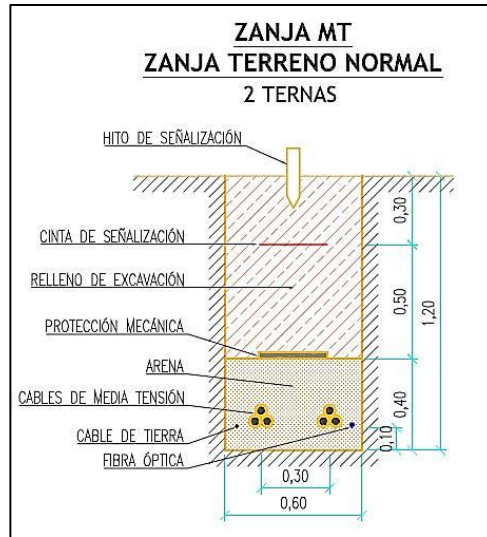 ZANJA MT
ZANJA TERRENO NORMAL
2 TERNAS
HITO DE SEÑALIZACIÓN
CINTA DE SEÑALIZACIÓN
RELLENO DE EXCAVACIÓN
PROTECCIÓN MECÁNICA
ARENA
CABLES DE MEDIA TENSIÓN
CABLE DE TIERRA
FIBRA ÓPTICA
0,30
0,50
1,20
0,40
0,10
0,30
0,60